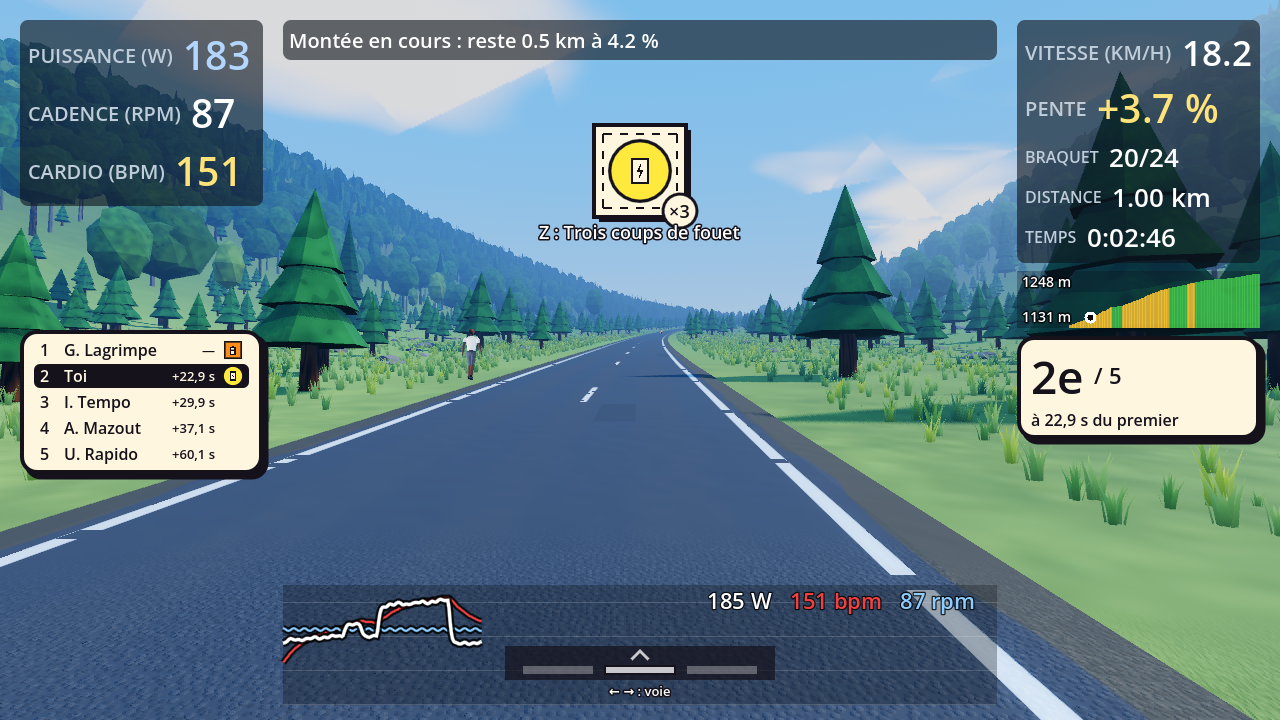 PUISSANCE (W) 183
CADENCE (RPM) 87
CARDIO (BPM) 151
Montée en cours : reste 0.5 km à 4.2 %
×3
Z : Trois coups de fouet
VITESSE (KM/H) 18.2
PENTE +3.7 %
BRAQUET 20/24
DISTANCE 1.00 km
TEMPS 0:02:46
1248 m
1131 m
1 G. Lagrimpe —
2 Toi +22,9 s
3 I. Tempo +29,9 s
4 A. Mazout +37,1 s
5 U. Rapido +60,1 s
2e / 5
à 22,9 s du premier
185 W 151 bpm 87 rpm
← → : voie